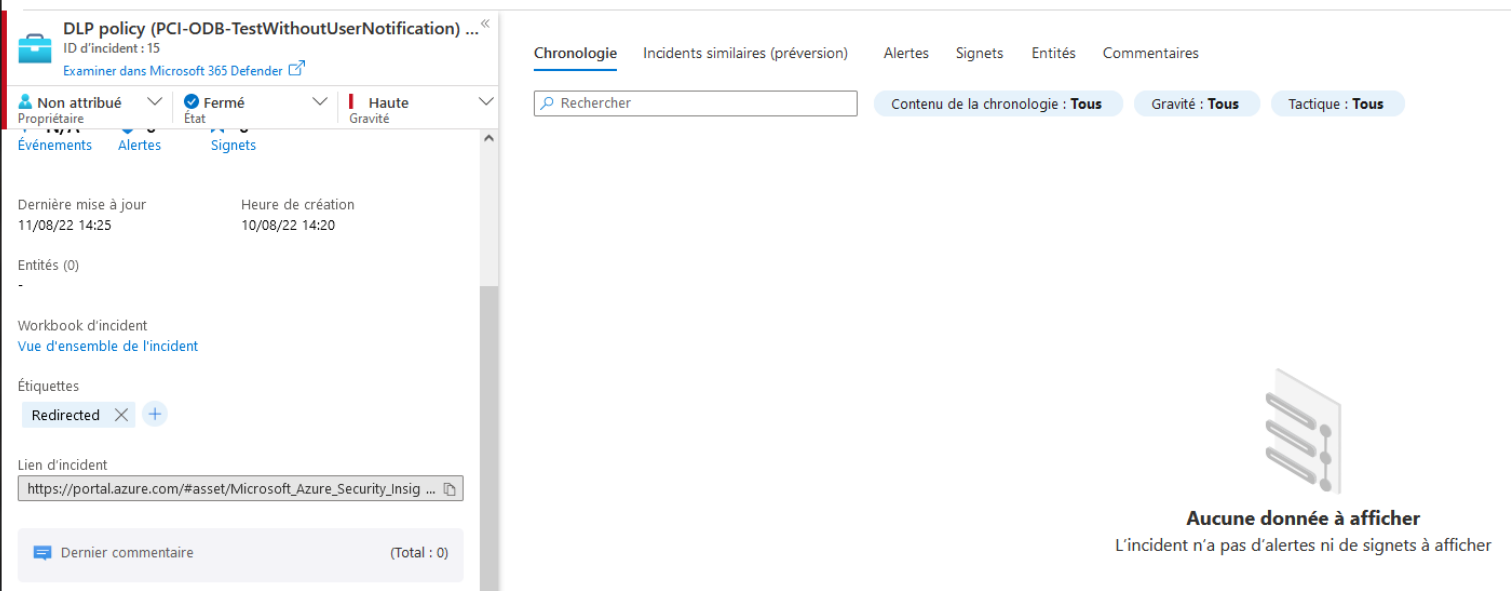 DLP policy (PCI-ODB-TestWithoutUserNotification) ...
ID d'incident : 15
Examiner dans Microsoft 365 Defender
Non attribué
Propriétaire
Fermé
État
Haute
Gravité
N/A
Événements
Alertes
Signets
Dernière mise à jour
11/08/22 14:25
Heure de création
10/08/22 14:20
Entités (0)
-
Workbook d'incident
Vue d'ensemble de l'incident
Étiquettes
Redirected
Lien d'incident
https://portal.azure.com/#asset/Microsoft_Azure_Security_Insig ...
Dernier commentaire
(Total : 0)
Chronologie
Incidents similaires (préversion)
Alertes
Signets
Entités
Commentaires
Rechercher
Contenu de la chronologie : Tous
Gravité : Tous
Tactique : Tous
Aucune donnée à afficher
L'incident n'a pas d'alertes ni de signets à afficher